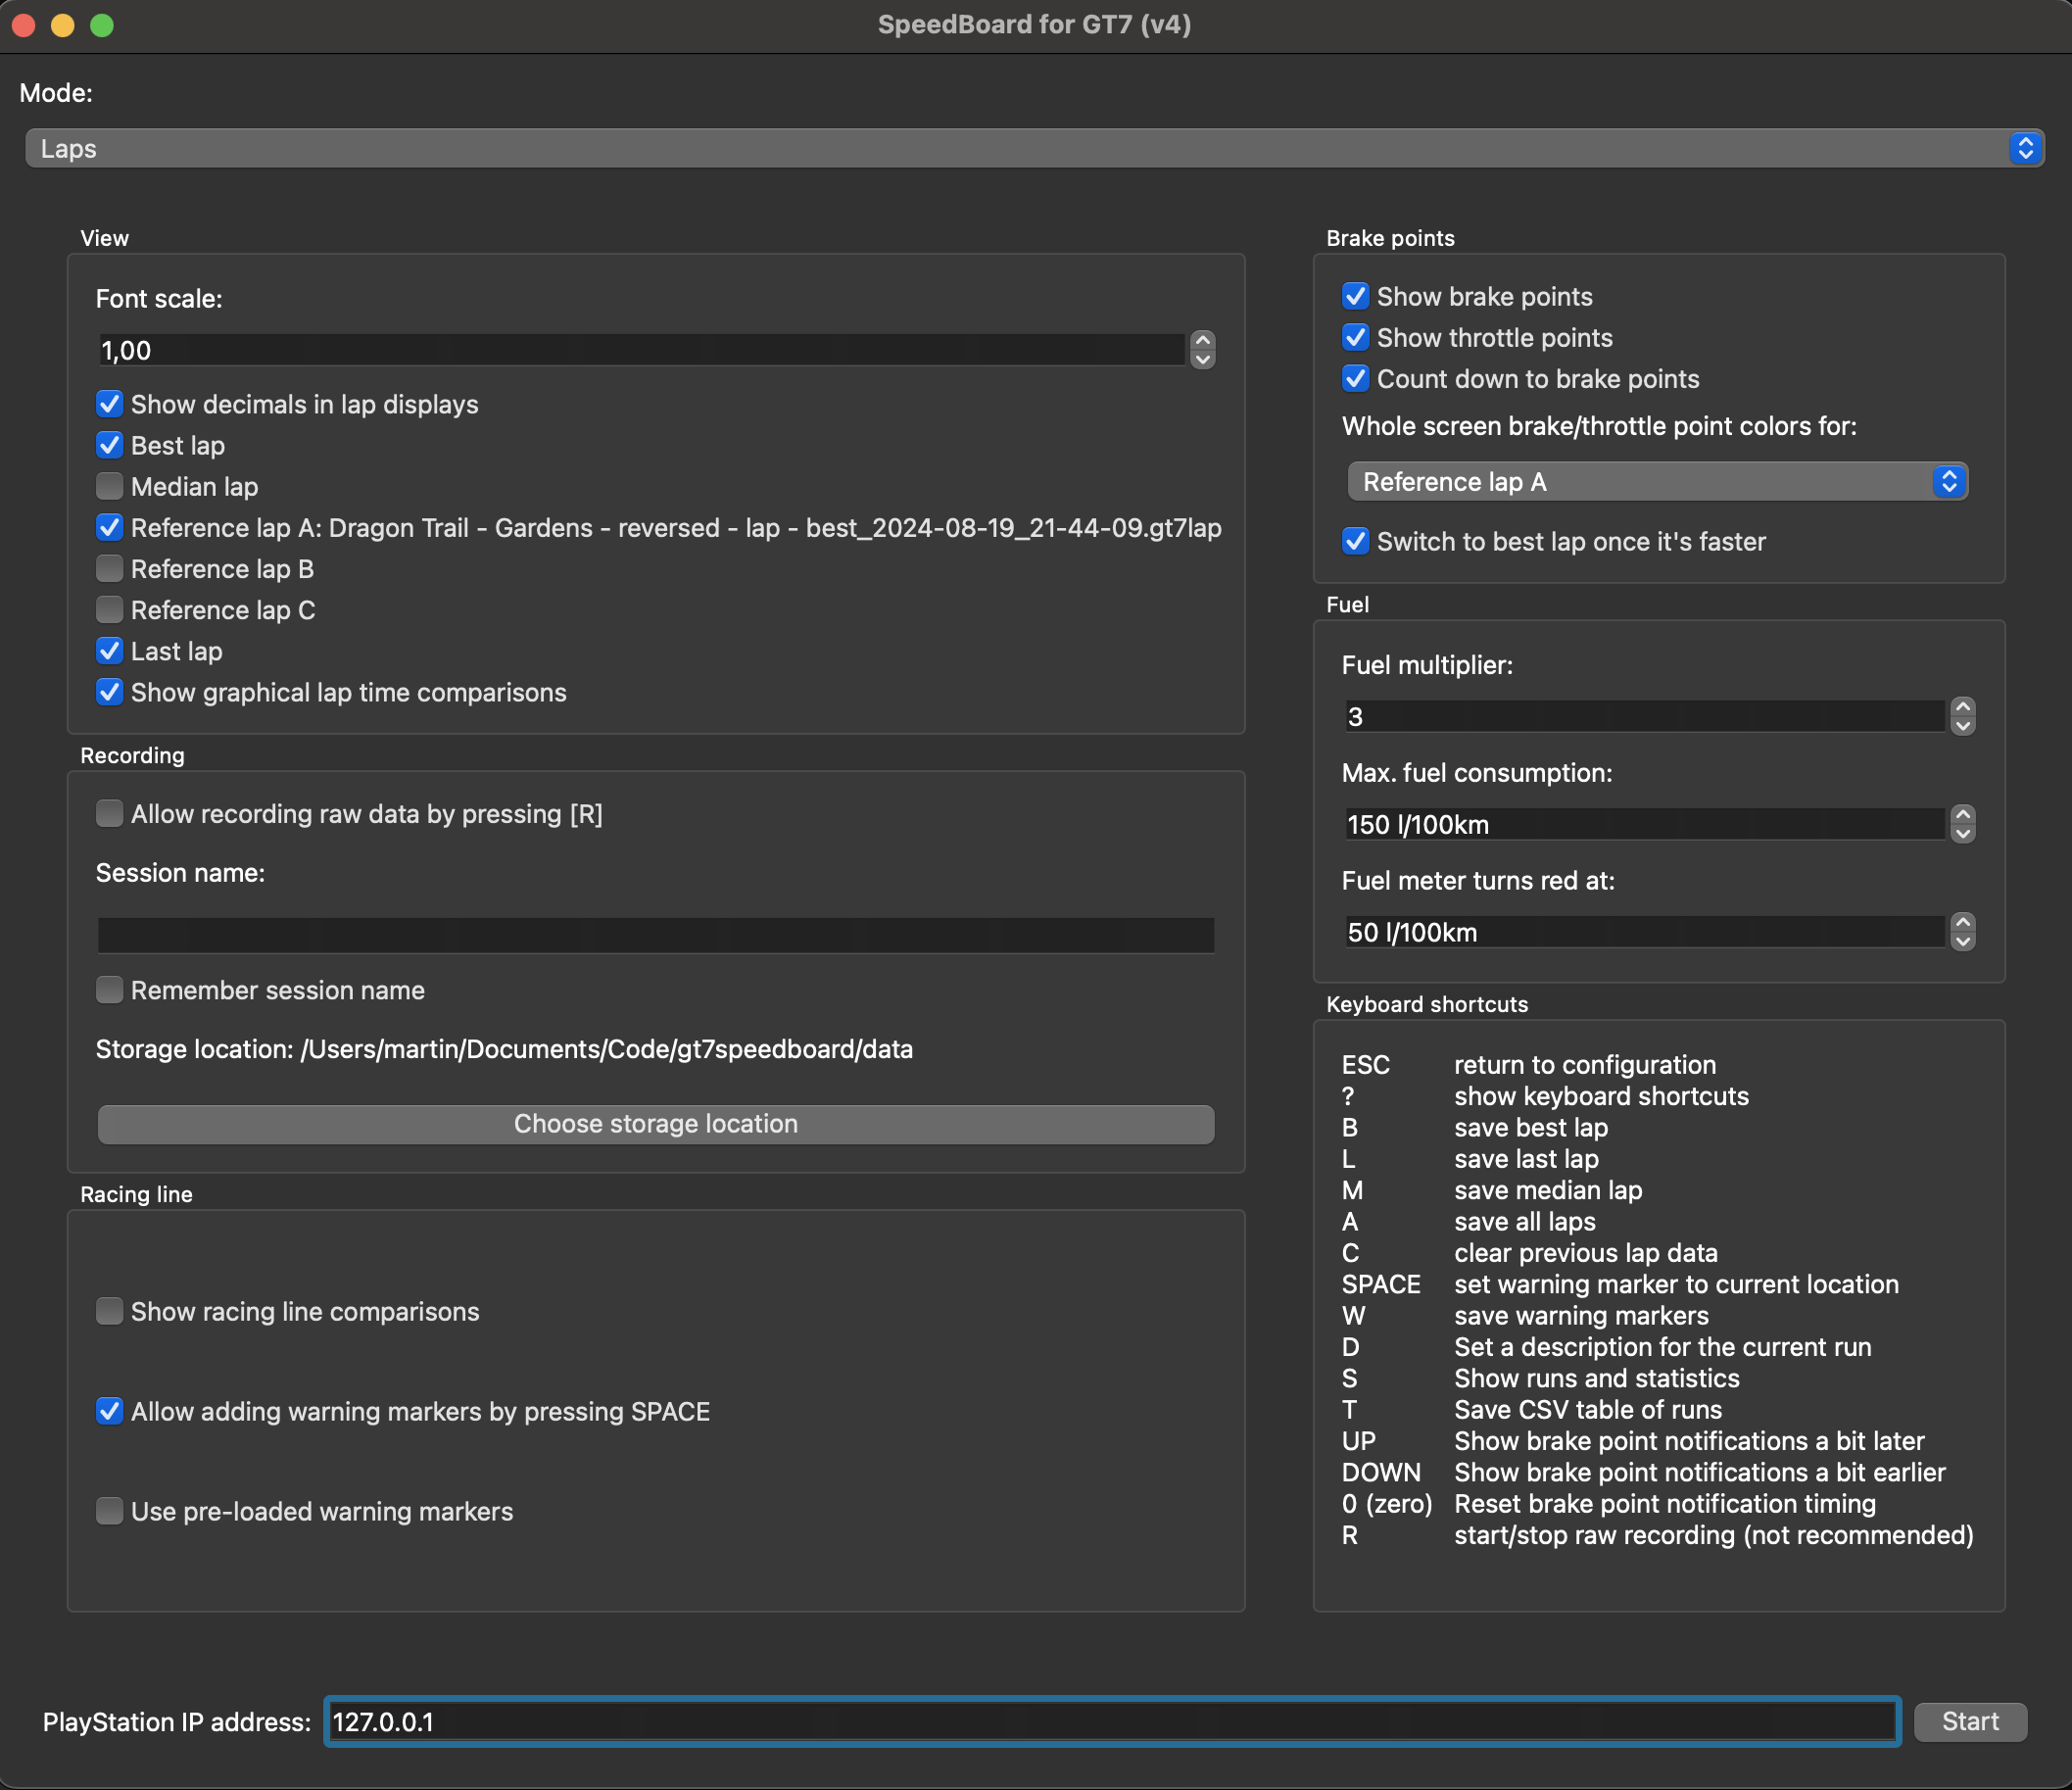 SpeedBoard for GT7 (v4)
Mode:
Laps
View
Font scale:
1,00
Show decimals in lap displays
Best lap
Median lap
Reference lap A: Dragon Trail - Gardens - reversed - lap - best_2024-08-19_21-44-09.gt7lap
Reference lap B
Reference lap C
Last lap
Show graphical lap time comparisons
Recording
Allow recording raw data by pressing [R]
Session name:
Remember session name
Storage location: /Users/martin/Documents/Code/gt7speedboard/data
Choose storage location
Racing line
Show racing line comparisons
Allow adding warning markers by pressing SPACE
Use pre-loaded warning markers
Brake points
Show brake points
Show throttle points
Count down to brake points
Whole screen brake/throttle point colors for:
Reference lap A
Switch to best lap once it's faster
Fuel
Fuel multiplier:
3
Max. fuel consumption:
150 l/100km
Fuel meter turns red at:
50 l/100km
Keyboard shortcuts
ESC return to configuration
? show keyboard shortcuts
B save best lap
L save last lap
M save median lap
A save all laps
C clear previous lap data
SPACE set warning marker to current location
W save warning markers
D Set a description for the current run
S Show runs and statistics
T Save CSV table of runs
UP Show brake point notifications a bit later
DOWN Show brake point notifications a bit earlier
0 (zero) Reset brake point notification timing
R start/stop raw recording (not recommended)
PlayStation IP address: 127.0.0.1 Start